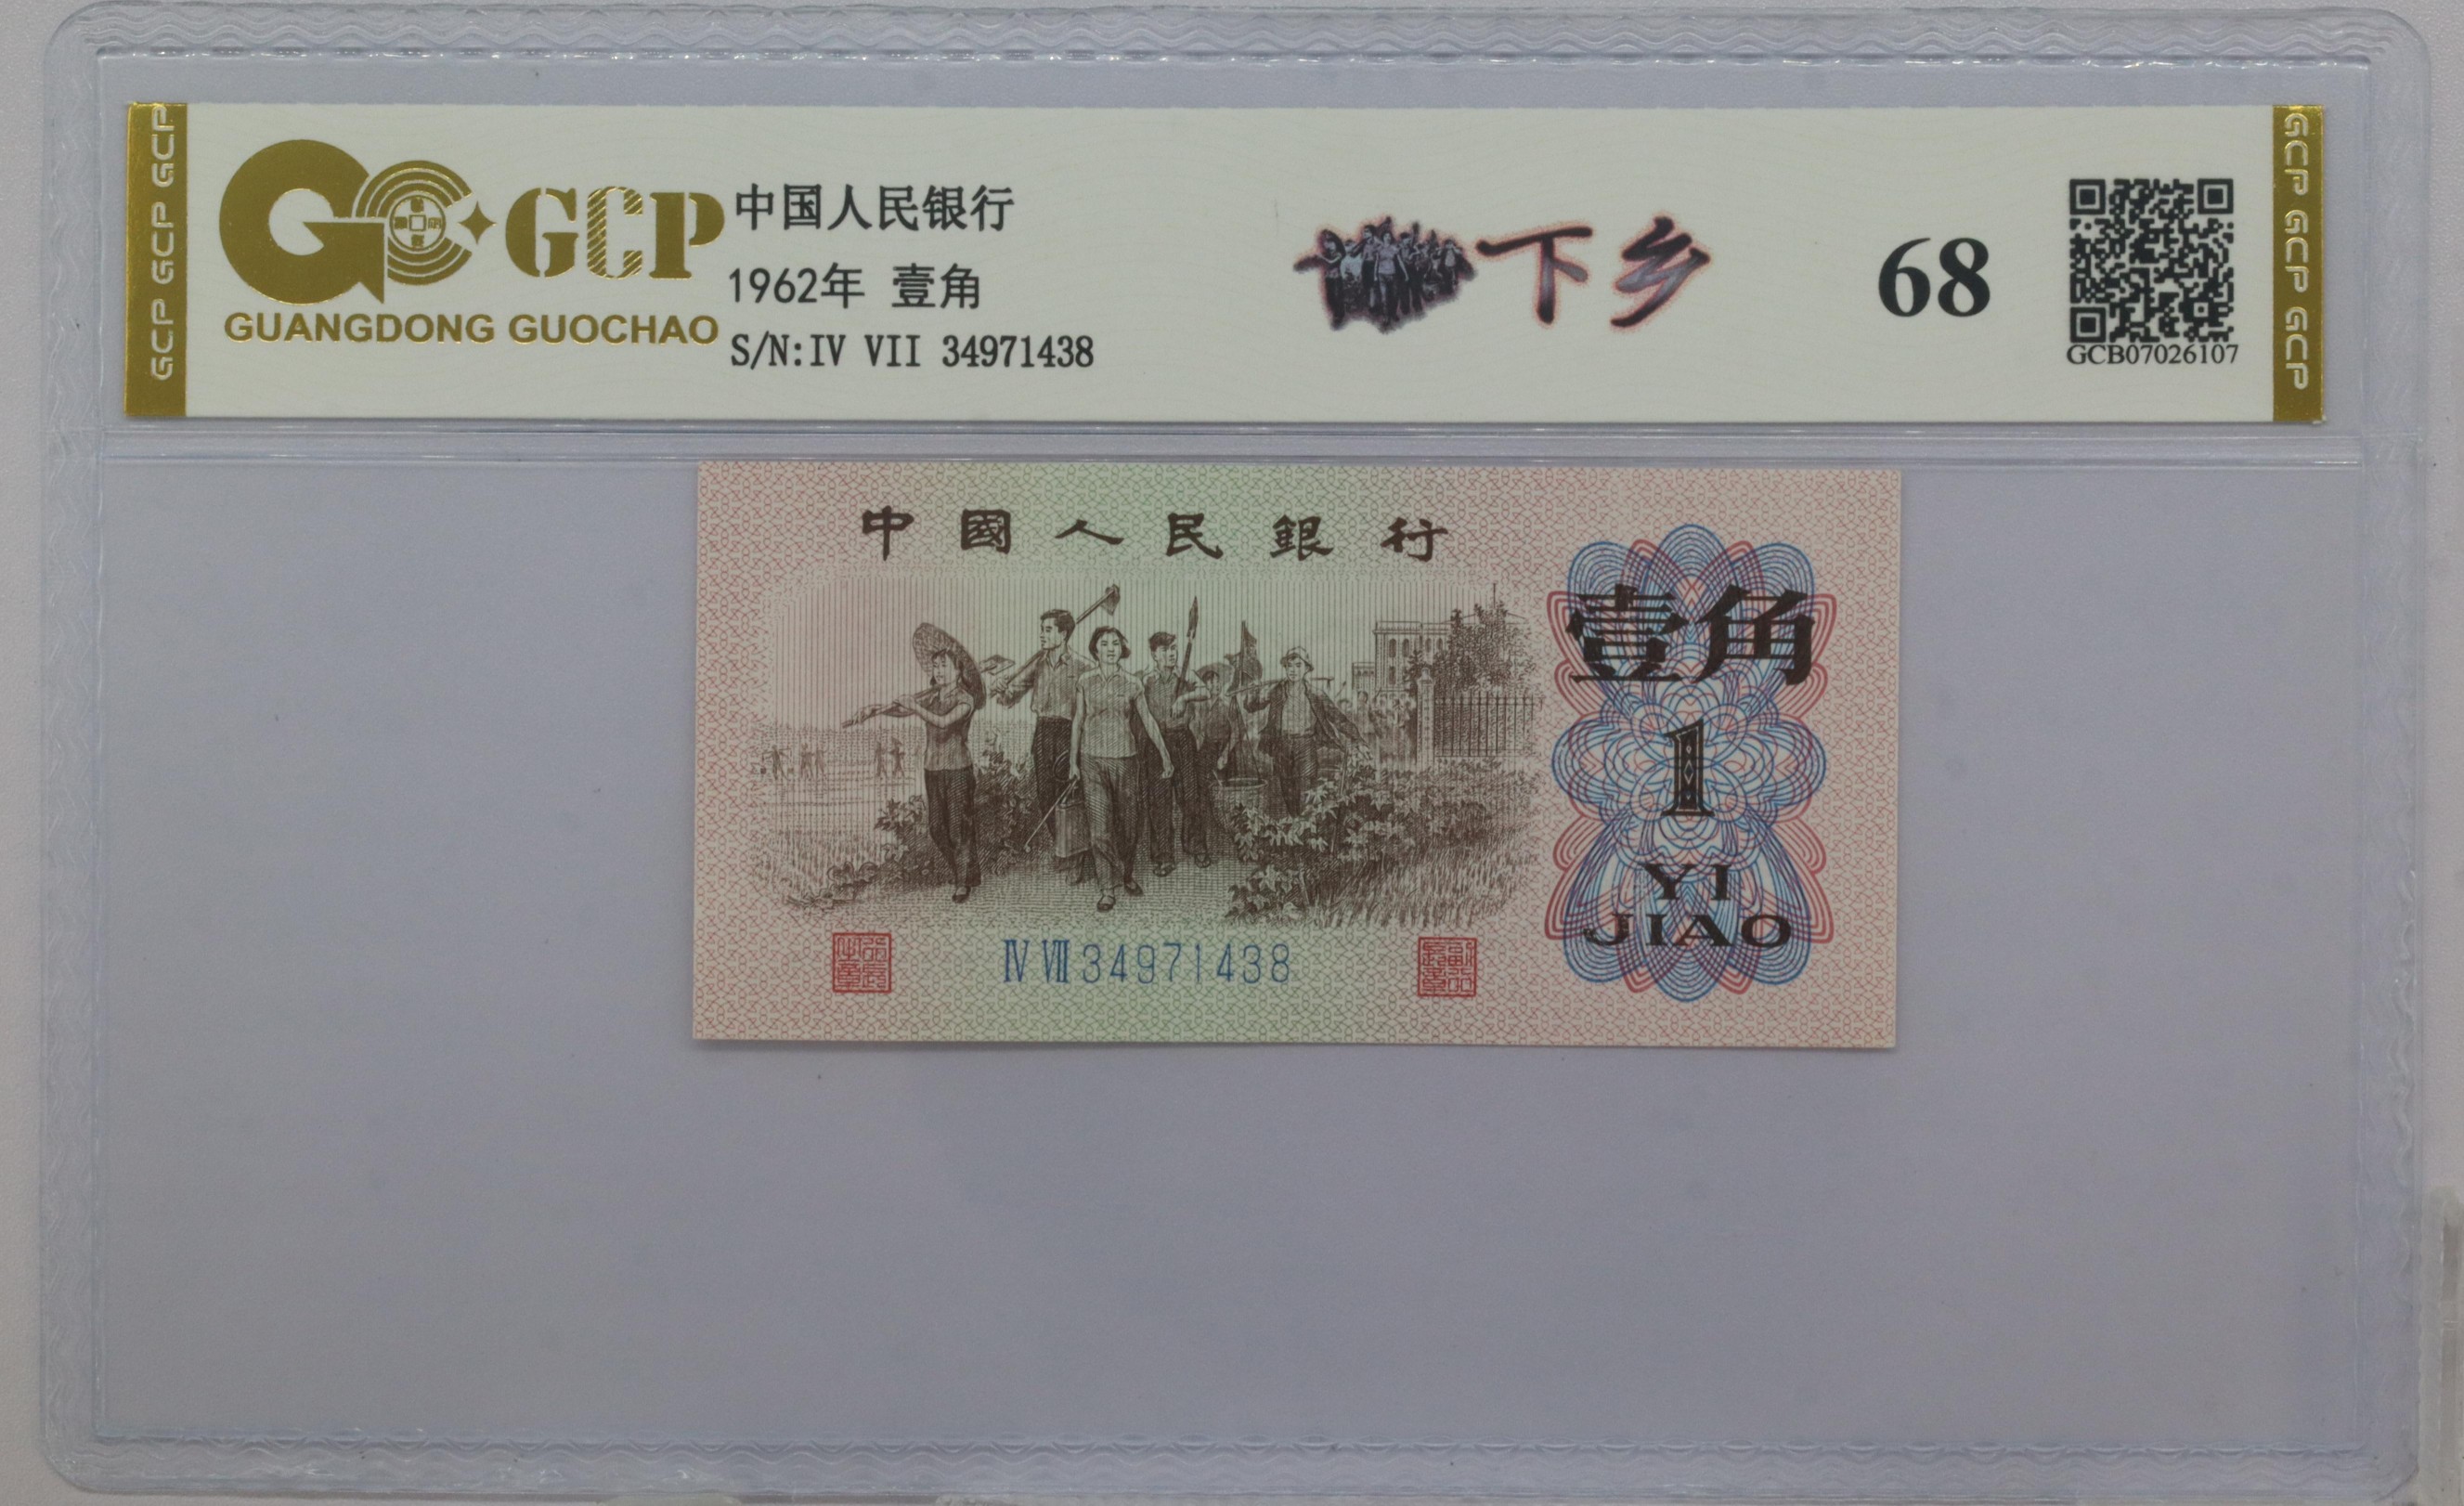 GCP GCP GCP
GCP
GUANGDONG GUOCHAO
中国人民银行
1962年 壹角
S/N:IV VII 34971438
下乡
68
GCB07026107
GCP GCP GCP
中國人民銀行
壹角
1
YI
JIAO
Ⅳ Ⅶ 34971438